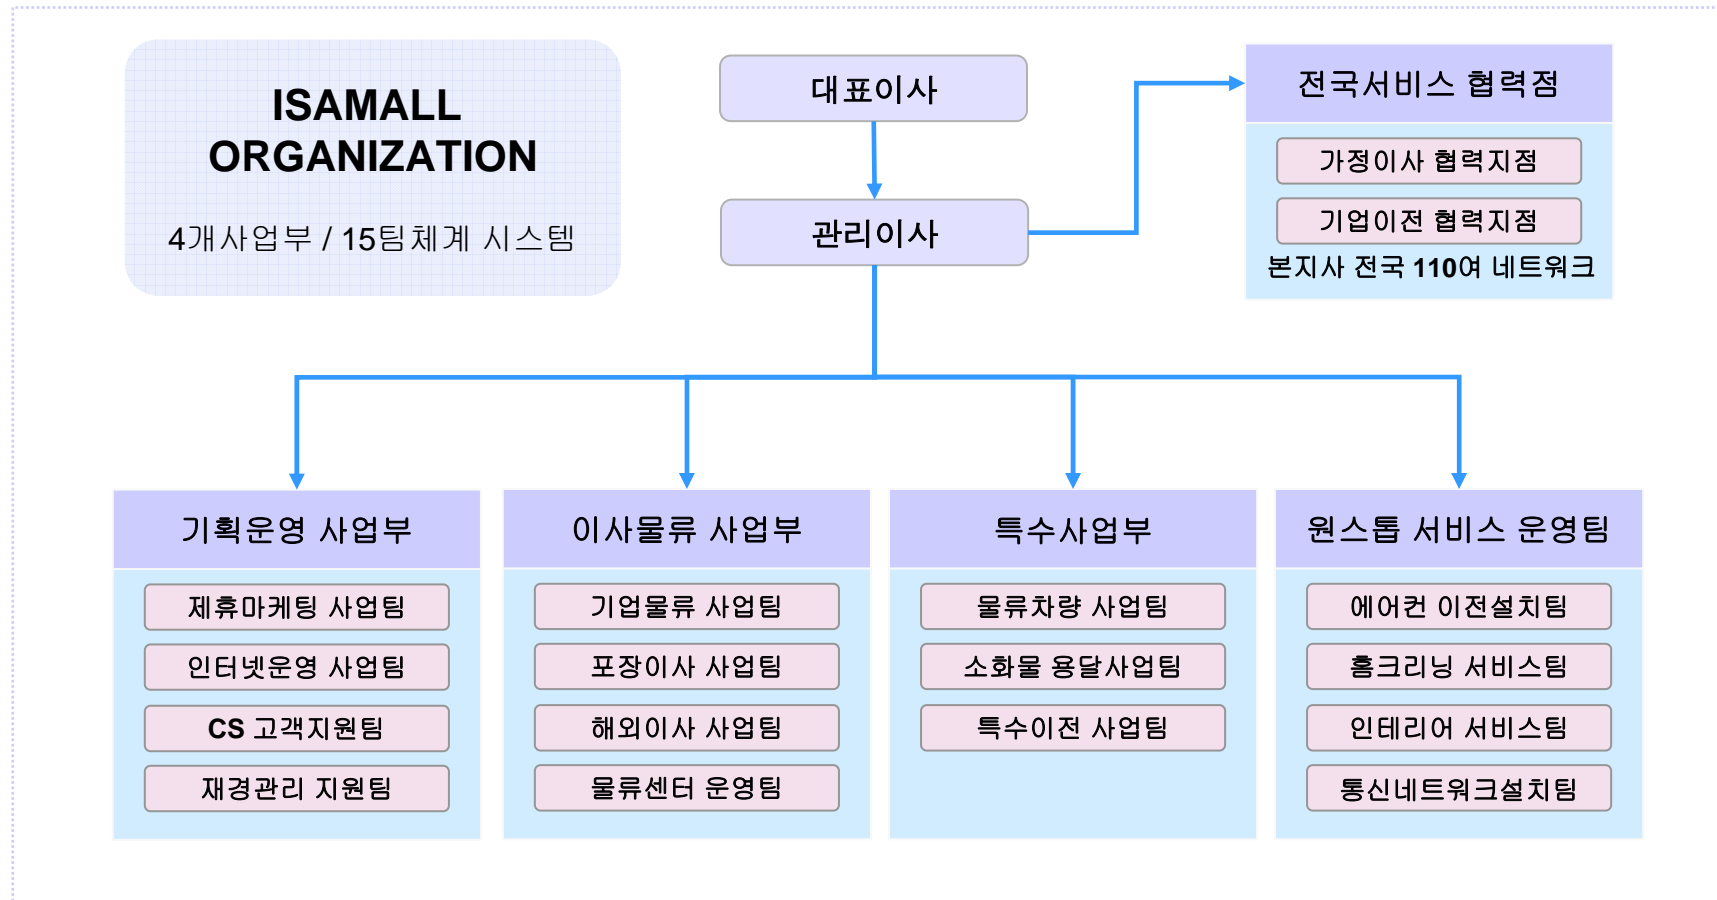 ISAMALL
ORGANIZATION
4개사업부 / 15팀체계 시스템
대표이사
관리이사
전국서비스 협력점
가정이사 협력지점
기업이전 협력지점
본지사 전국 110여 네트워크
기획운영 사업부
제휴마케팅 사업팀
인터넷운영 사업팀
CS 고객지원팀
재경관리 지원팀
이사물류 사업부
기업물류 사업팀
포장이사 사업팀
해외이사 사업팀
물류센터 운영팀
특수사업부
물류차량 사업팀
소화물 용달사업팀
특수이전 사업팀
원스톱 서비스 운영팀
에어컨 이전설치팀
홈크리닝 서비스팀
인테리어 서비스팀
통신네트워크설치팀